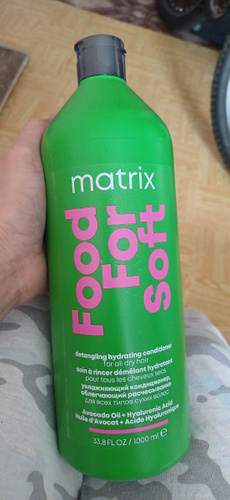 matrix
Food
For
Soft
detangling hydrating conditioner
for all dry hair
soin à rincer démêlant hydratant
pour tous les cheveux secs
увлажняющий кондиционер,
облегчающий расчесывание
для всех типов сухих волос
Avocado Oil + Hyaluronic Acid
Huile d'Avocat + Acide Hyaluronique
33.8 FL OZ / 1000 ml e